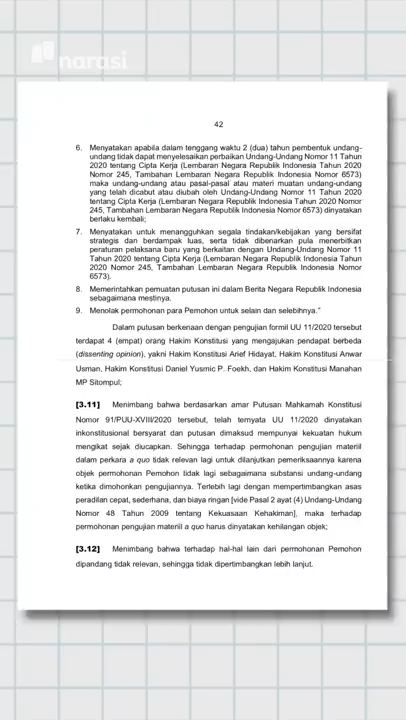 narasi
42
6. Menyatakan apabila dalam tenggang waktu 2 (dua) tahun pembentuk undang-
undang tidak dapat menyelesaikan perbaikan Undang-Undang Nomor 11 Tahun
2020 tentang Cipta Kerja (Lembaran Negara Republik Indonesia Tahun 2020
Nomor 245, Tambahan Lembaran Negara Republik Indonesia Nomor 6573)
maka undang-undang atau pasal-pasal atau materi muatan undang-undang
yang telah dicabut atau diubah oleh Undang-Undang Nomor 11 Tahun 2020
tentang Cipta Kerja (Lembaran Negara Republik Indonesia Tahun 2020 Nomor
245, Tambahan Lembaran Negara Republik Indonesia Nomor 6573) dinyatakan
berlaku kembali;
7. Menyatakan untuk menangguhkan segala tindakan/kebijakan yang bersifat
strategis dan berdampak luas, serta tidak dibenarkan pula menerbitkan
peraturan pelaksana baru yang berkaitan dengan Undang-Undang Nomor 11
Tahun 2020 tentang Cipta Kerja (Lembaran Negara Republik Indonesia Tahun
2020 Nomor 245, Tambahan Lembaran Negara Republik Indonesia Nomor
6573).
8. Memerintahkan pemuatan putusan ini dalam Berita Negara Republik Indonesia
sebagaimana mestinya.
9. Menolak permohonan para Pemohon untuk selain dan selebihnya."
Dalam putusan berkenaan dengan pengujian formil UU 11/2020 tersebut
terdapat 4 (empat) orang Hakim Konstitusi yang mengajukan pendapat berbeda
(dissenting opinion), yakni Hakim Konstitusi Arief Hidayat, Hakim Konstitusi Anwar
Usman, Hakim Konstitusi Daniel Yusmic P. Foekh, dan Hakim Konstitusi Manahan
MP Sitompul;
[3.11] Menimbang bahwa berdasarkan amar Putusan Mahkamah Konstitusi
Nomor 91/PUU-XVIII/2020 tersebut, telah ternyata UU 11/2020 dinyatakan
inkonstitusional bersyarat dan putusan dimaksud mempunyai kekuatan hukum
mengikat sejak diucapkan. Sehingga terhadap permohonan pengujian materiil
dalam perkara a quo tidak relevan lagi untuk dilanjutkan pemeriksaannya karena
objek permohonan Pemohon tidak lagi sebagaimana substansi undang-undang
ketika dimohonkan pengujiannya. Terlebih lagi dengan mempertimbangkan asas
peradilan cepat, sederhana, dan biaya ringan [vide Pasal 2 ayat (4) Undang-Undang
Nomor 48 Tahun 2009 tentang Kekuasaan Kehakiman], maka terhadap
permohonan pengujian materiil a quo harus dinyatakan kehilangan objek;
[3.12] Menimbang bahwa terhadap hal-hal lain dari permohonan Pemohon
dipandang tidak relevan, sehingga tidak dipertimbangkan lebih lanjut.